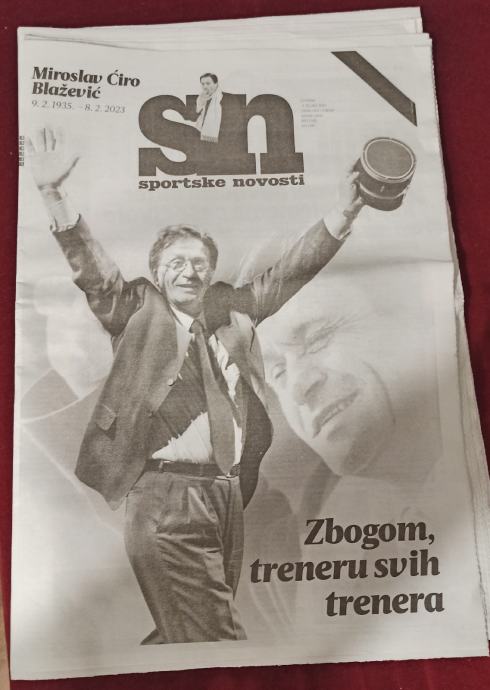 Miroslav Ćiro
Blažević
9. 2. 1935. - 8. 2. 2023
sn
sportske novosti
Zbogom,
treneru svih
trenera